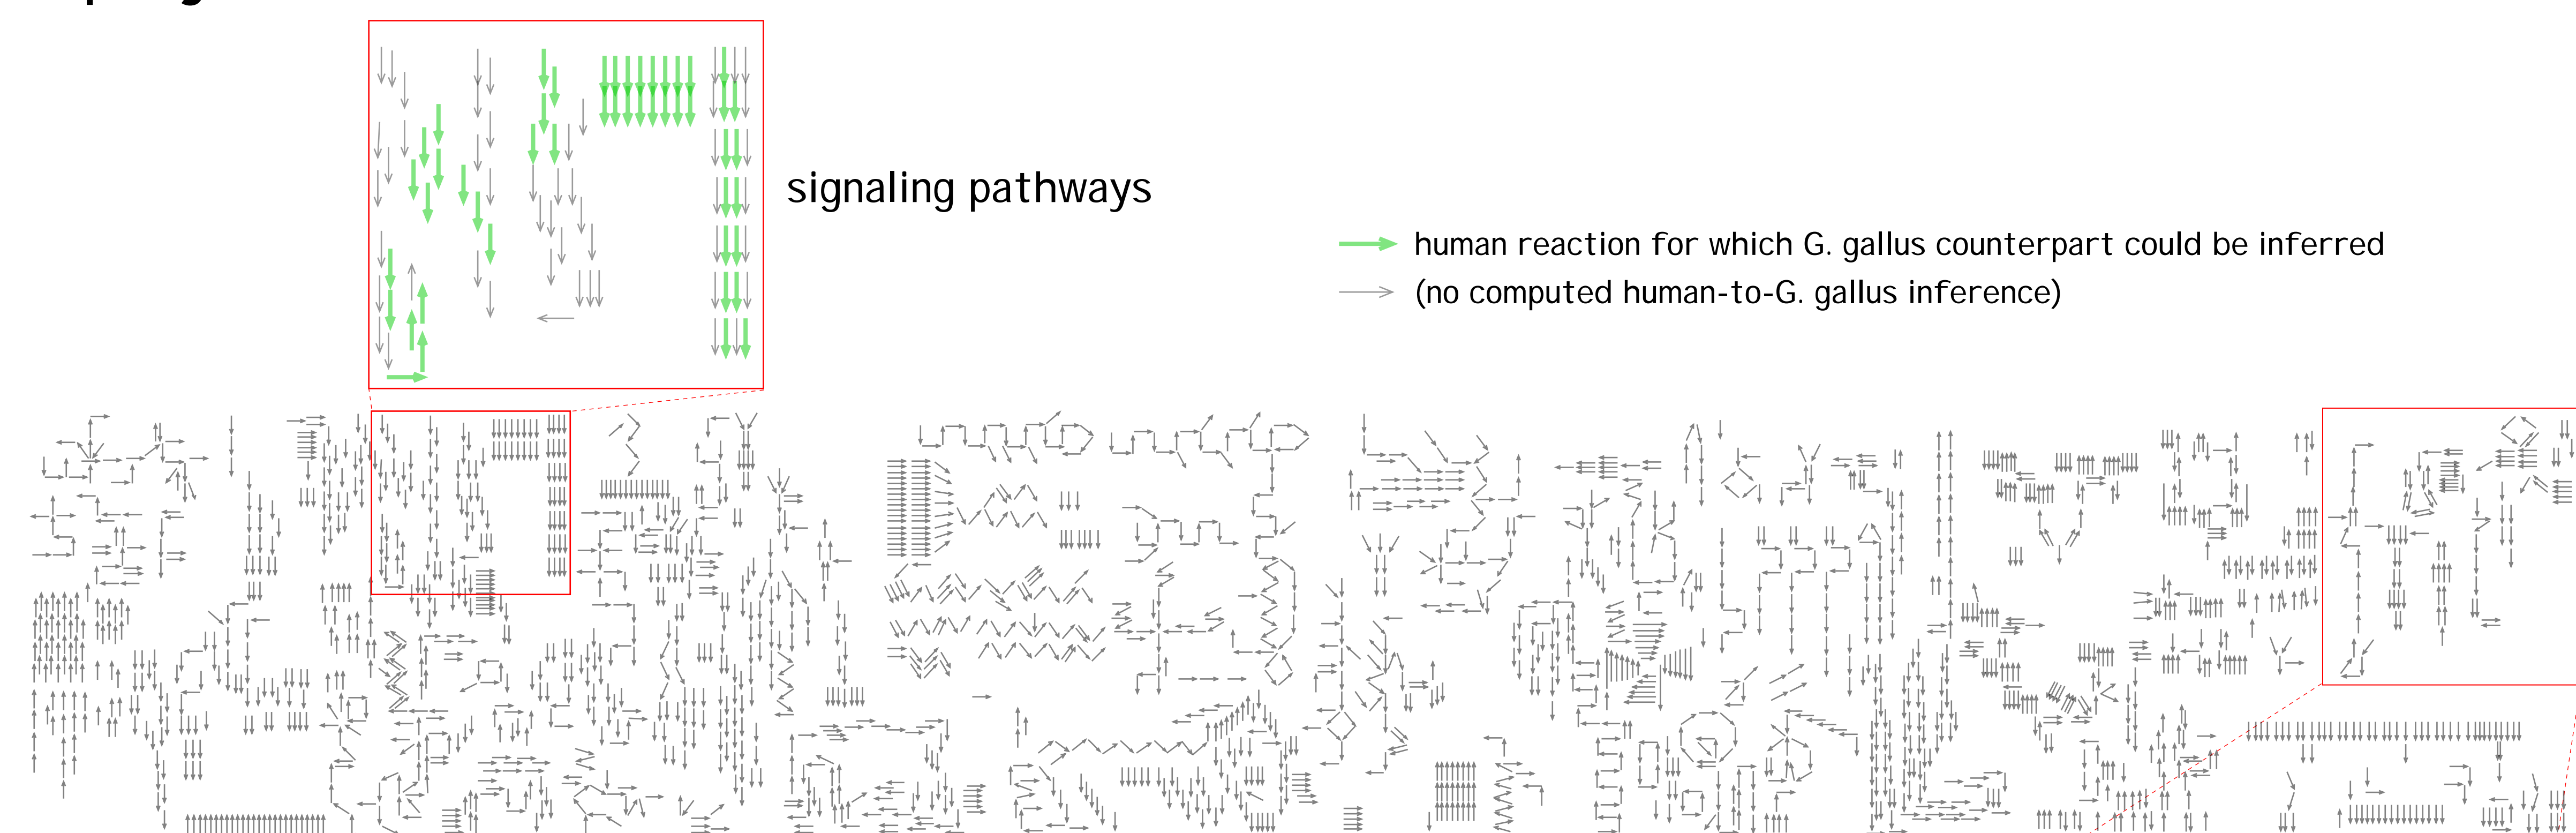 signaling pathways
human reaction for which G. gallus counterpart could be inferred
(no computed human-to-G. gallus inference)